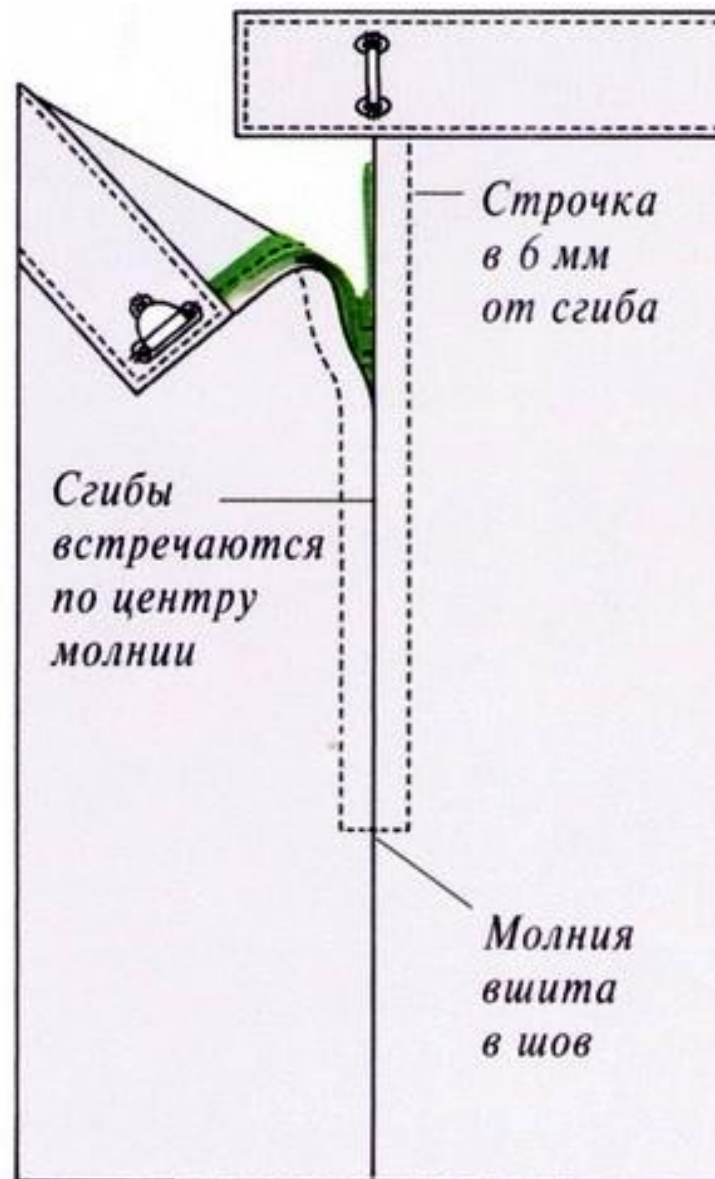 Строчка
в 6 мм
от сгиба
Сгибы
встречаются
по центру
молнии
Молния
вшита
в шов